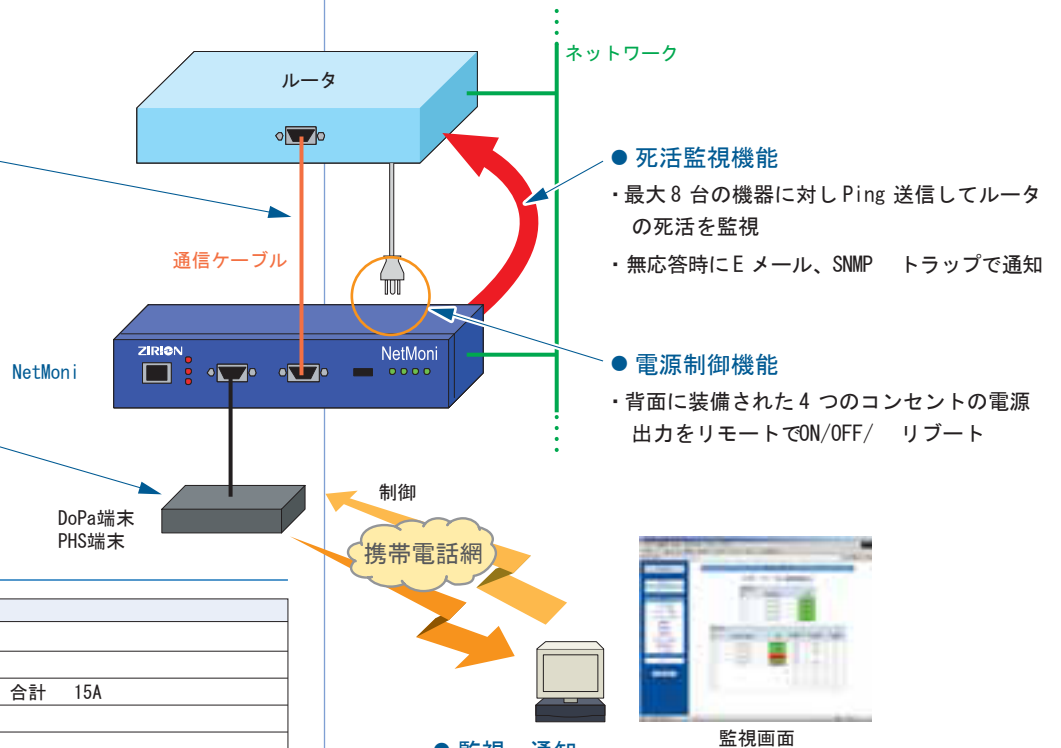 ルータ
ネットワーク
● 死活監視機能
・最大 8 台の機器に対し Ping 送信してルータ
の死活を監視
・無応答時に E メール、SNMP トラップで通知
通信ケーブル
ZIRION
NetMoni
NetMoni
● 電源制御機能
・背面に装備された 4 つのコンセントの電源
出力をリモートでON/OFF/ リブート
DoPa端末
PHS端末
制御
携帯電話網
合計 15A
監視画面